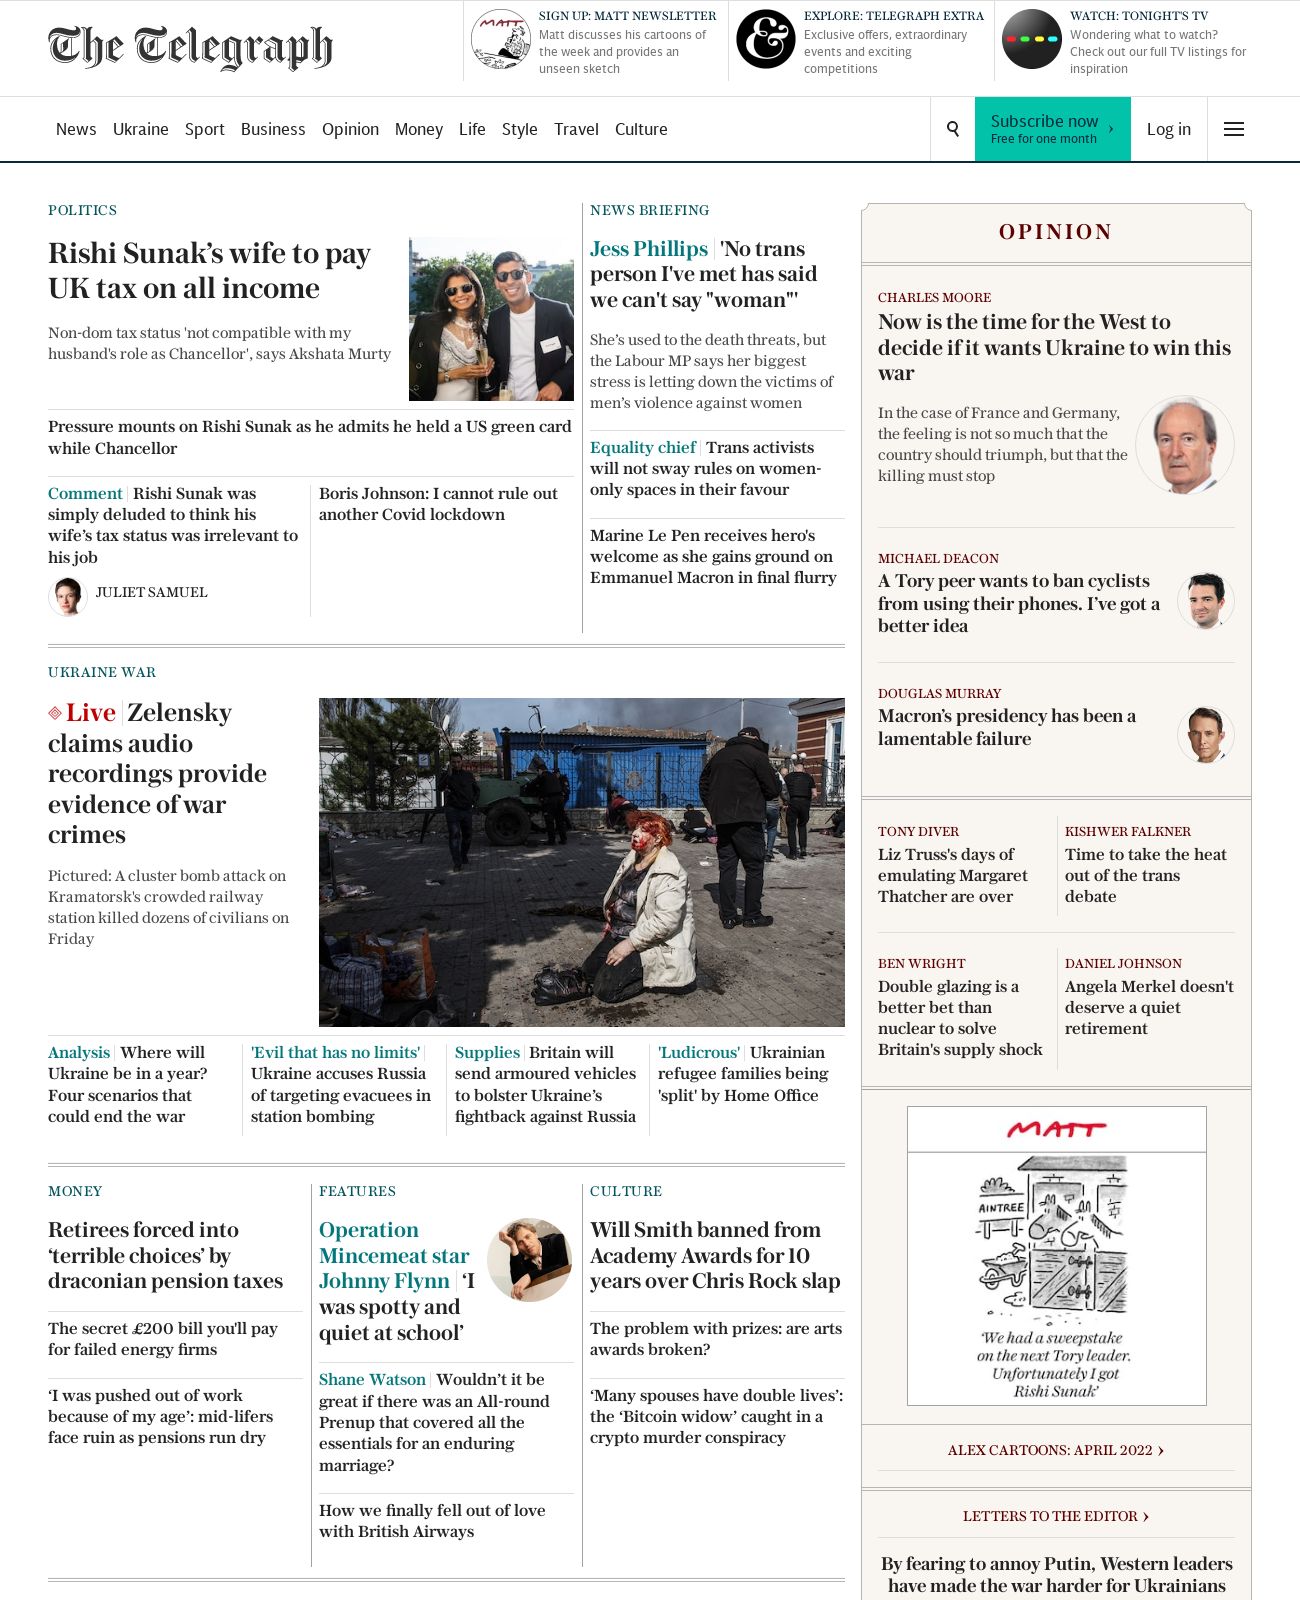 The Telegraph
SIGN UP: MATT NEWSLETTER
Matt discusses his cartoons of
the week and provides an
unseen sketch
EXPLORE: TELEGRAPH EXTRA
Exclusive offers, extraordinary
events and exciting
competitions
WATCH: TONIGHT'S TV
Wondering what to watch?
Check out our full TV listings for
inspiration
News Ukraine Sport Business Opinion Money Life Style Travel Culture
Subscribe now
Free for one month
Log in
POLITICS
Rishi Sunak’s wife to pay
UK tax on all income
Non-dom tax status 'not compatible with my
husband's role as Chancellor', says Akshata Murty
Pressure mounts on Rishi Sunak as he admits he held a US green card
while Chancellor
Comment Rishi Sunak was
simply deluded to think his
wife’s tax status was irrelevant to
his job
JULIET SAMUEL
Boris Johnson: I cannot rule out
another Covid lockdown
NEWS BRIEFING
Jess Phillips 'No trans
person I've met has said
we can't say "woman"'
She’s used to the death threats, but
the Labour MP says her biggest
stress is letting down the victims of
men’s violence against women
Equality chief Trans activists
will not sway rules on women-
only spaces in their favour
Marine Le Pen receives hero's
welcome as she gains ground on
Emmanuel Macron in final flurry
UKRAINE WAR
Live Zelensky
claims audio
recordings provide
evidence of war
crimes
Pictured: A cluster bomb attack on
Kramatorsk's crowded railway
station killed dozens of civilians on
Friday
Analysis Where will
Ukraine be in a year?
Four scenarios that
could end the war
'Evil that has no limits'
Ukraine accuses Russia
of targeting evacuees in
station bombing
Supplies Britain will
send armoured vehicles
to bolster Ukraine’s
fightback against Russia
'Ludicrous' Ukrainian
refugee families being
'split' by Home Office
MONEY
Retirees forced into
‘terrible choices’ by
draconian pension taxes
The secret £200 bill you'll pay
for failed energy firms
‘I was pushed out of work
because of my age’: mid-lifers
face ruin as pensions run dry
FEATURES
Operation
Mincemeat star
Johnny Flynn ‘I
was spotty and
quiet at school’
Shane Watson Wouldn’t it be
great if there was an All-round
Prenup that covered all the
essentials for an enduring
marriage?
How we finally fell out of love
with British Airways
CULTURE
Will Smith banned from
Academy Awards for 10
years over Chris Rock slap
The problem with prizes: are arts
awards broken?
‘Many spouses have double lives’:
the ‘Bitcoin widow’ caught in a
crypto murder conspiracy
OPINION
CHARLES MOORE
Now is the time for the West to
decide if it wants Ukraine to win this
war
In the case of France and Germany,
the feeling is not so much that the
country should triumph, but that the
killing must stop
MICHAEL DEACON
A Tory peer wants to ban cyclists
from using their phones. I’ve got a
better idea
DOUGLAS MURRAY
Macron’s presidency has been a
lamentable failure
TONY DIVER
Liz Truss's days of
emulating Margaret
Thatcher are over
KISHWER FALKNER
Time to take the heat
out of the trans
debate
BEN WRIGHT
Double glazing is a
better bet than
nuclear to solve
Britain's supply shock
DANIEL JOHNSON
Angela Merkel doesn't
deserve a quiet
retirement
MATT
AINTREE
‘We had a sweepstake
on the next Tory leader.
Unfortunately I got
Rishi Sunak’
ALEX CARTOONS: APRIL 2022
LETTERS TO THE EDITOR
By fearing to annoy Putin, Western leaders
have made the war harder for Ukrainians